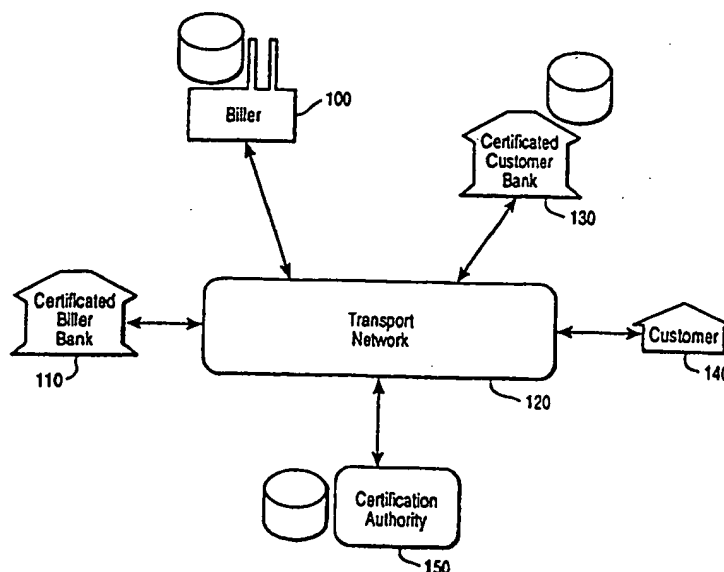 Biller
100
Certificated
Customer
Bank
130
Certificated
Biller
Bank
110
Transport
Network
120
Customer
140
Certification
Authority
150